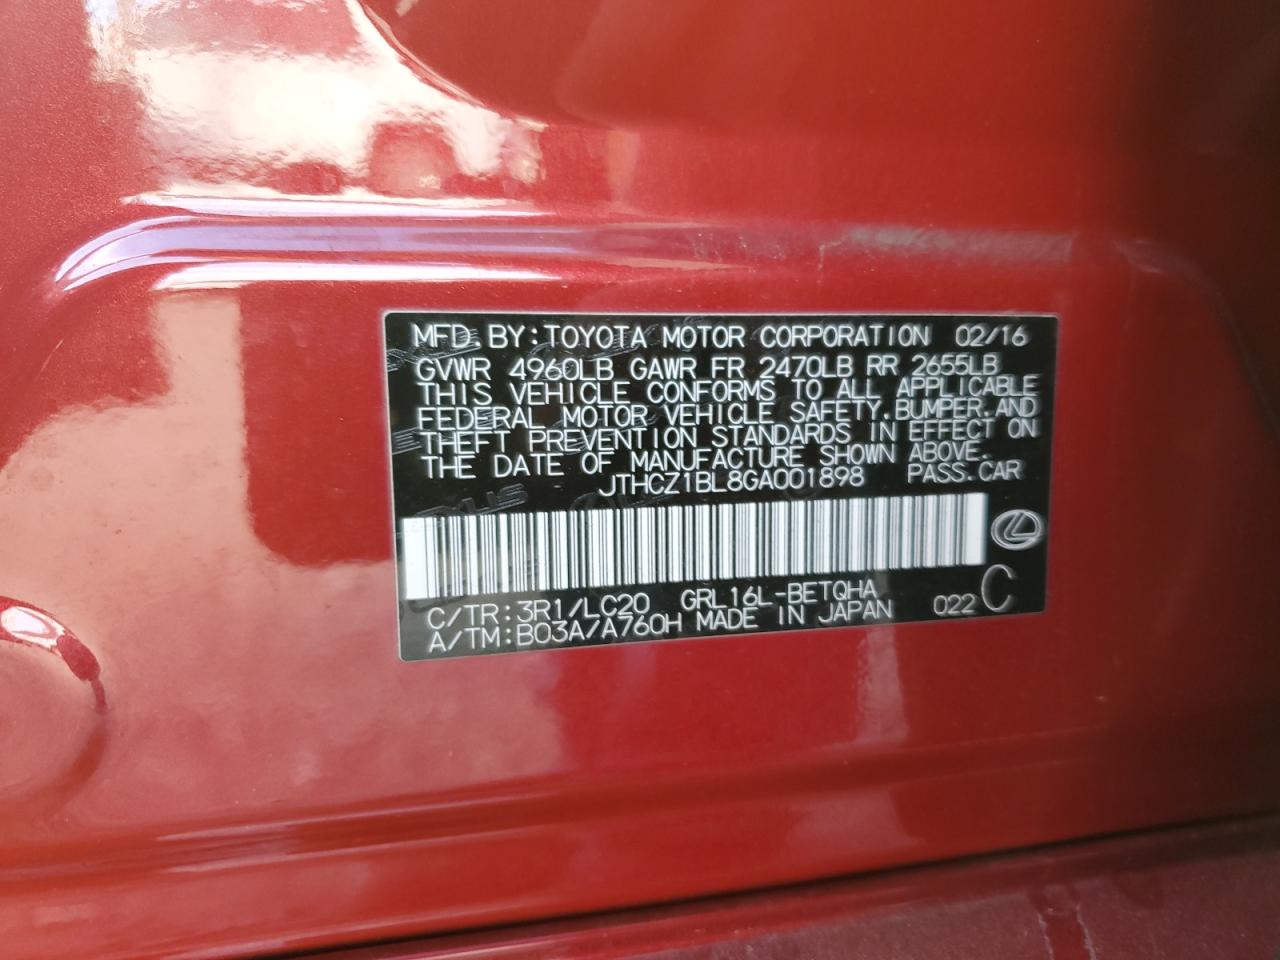 MFD.BY:TOYOTA MOTOR CORPORATION 02/16
GVWR 4960LB GAWR FR 2470LB RR 2655LB
THIS VEHICLE CONFORMS TO ALL APPLICABLE
FEDERAL MOTOR VEHICLE SAFETY,BUMPER,AND
THEFT PREVENTION STANDARDS IN EFFECT ON
THE DATE OF MANUFACTURE SHOWN ABOVE.
JTHCZ1BL8GA001898 PASS.CAR
C/TR:3R1/LC20 GRL16L-BETQHA 022 C
A/TM:B03A/A760H MADE IN JAPAN